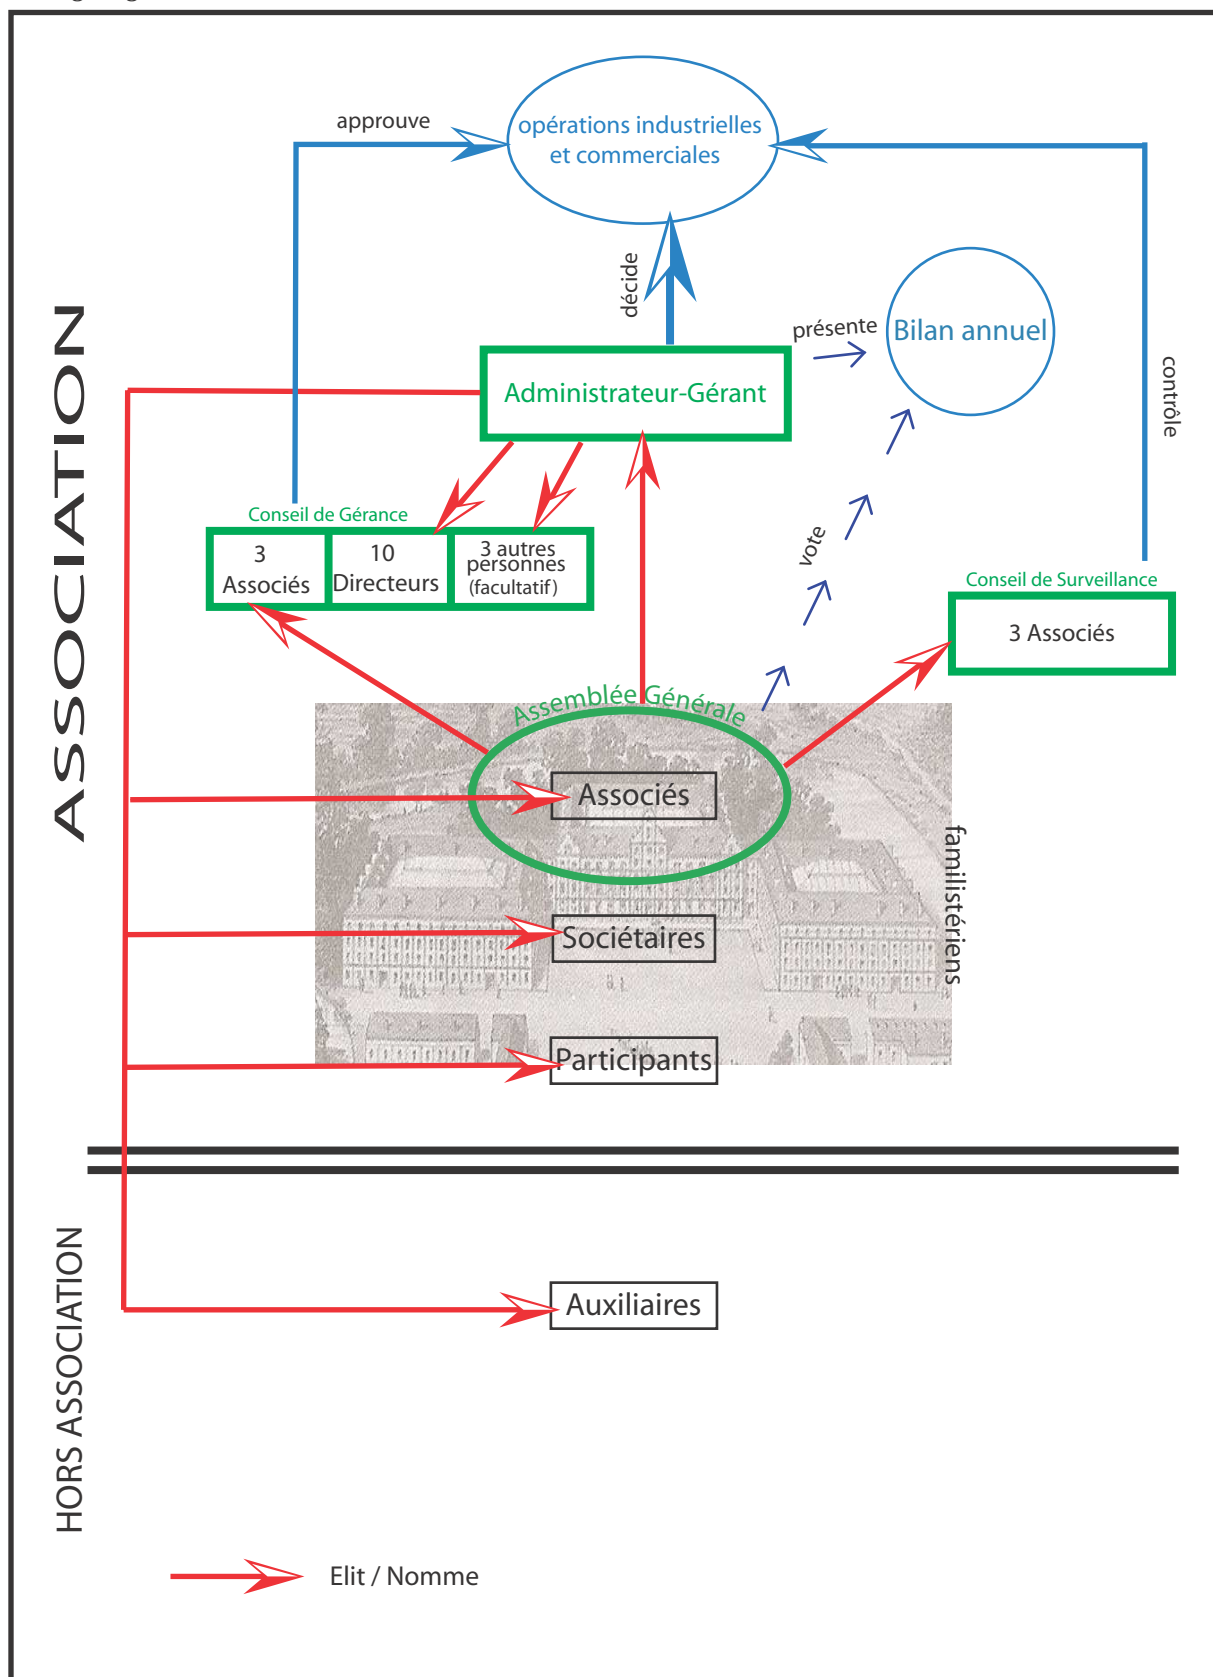 approuve
opérations industrielles
et commerciales
décide
présente
Bilan annuel
contrôle
ASSOCIATION
Administrateur-Gérant
Conseil de Gérance
3
Associés
10
Directeurs
3 autres
personnes
(facultatif)
vote
Conseil de Surveillance
3 Associés
Assemblée Générale
Associés
familistériens
Sociétaires
Participants
HORS ASSOCIATION
Auxiliaires
Elit / Nomme